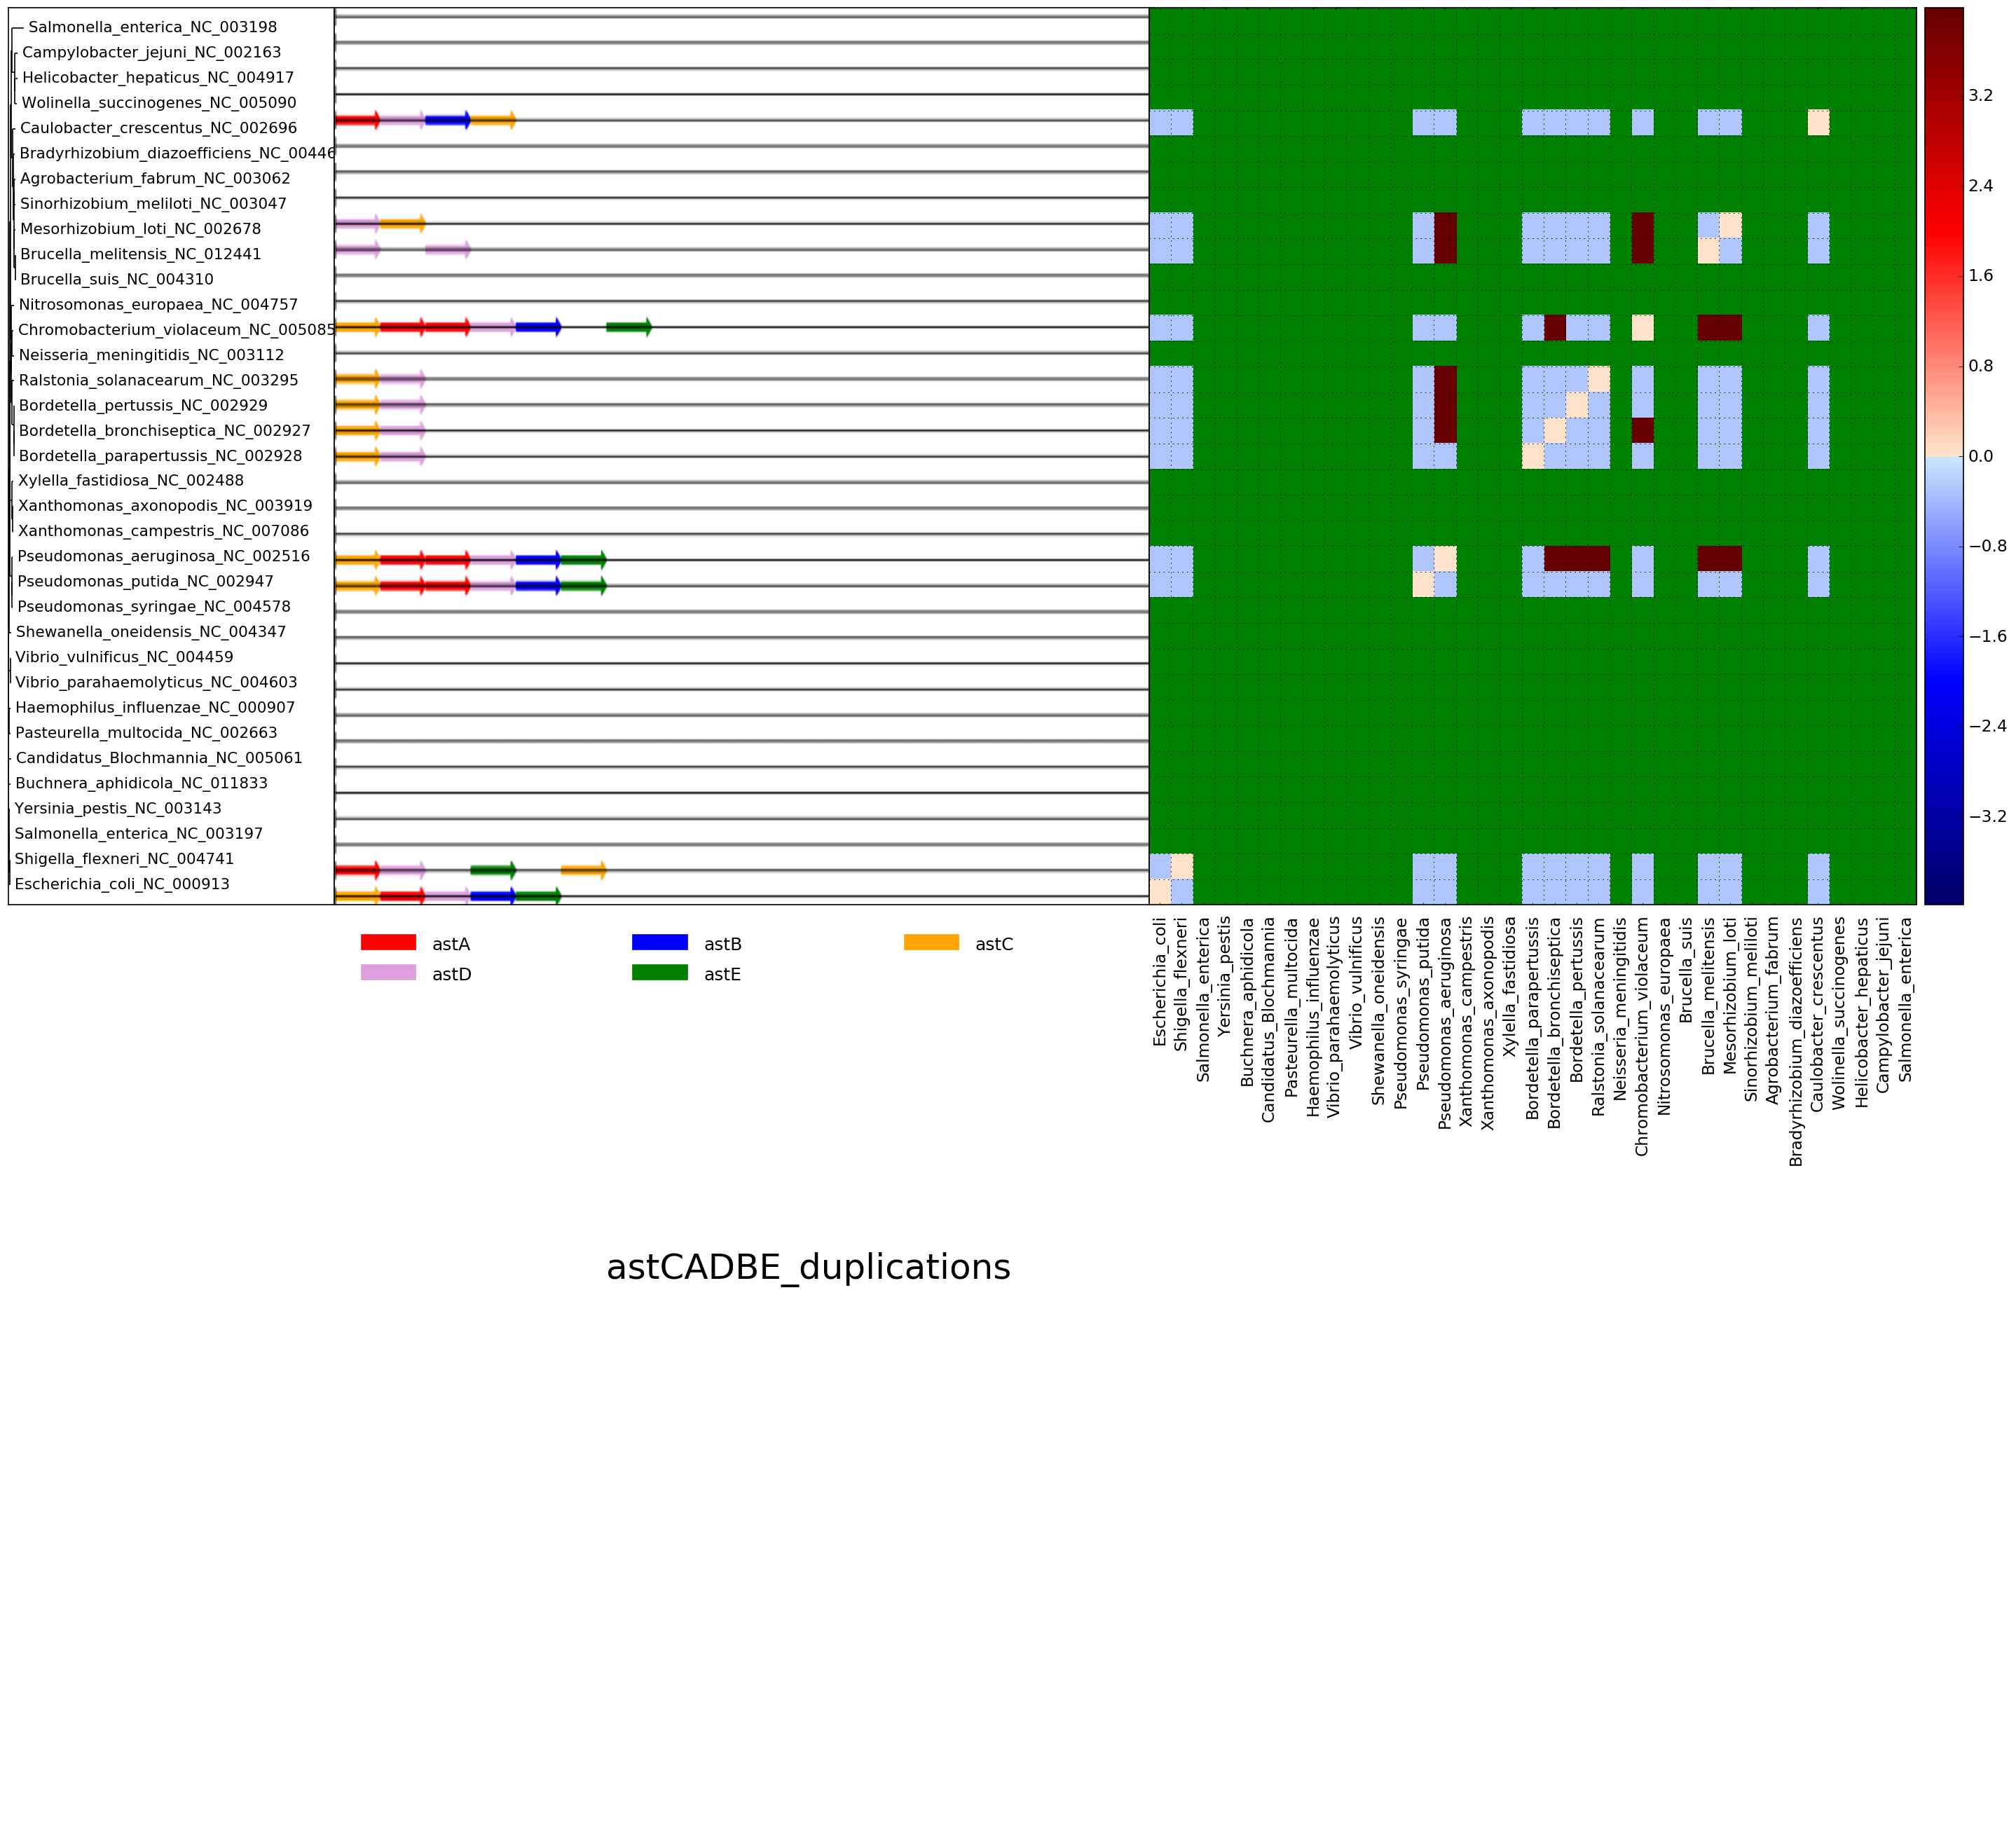 Salmonella_enterica_NC_003198
Campylobacter_jejuni_NC_002163
Helicobacter_hepaticus_NC_004917
Wolinella_succinogenes_NC_005090
Caulobacter_crescentus_NC_002696
Bradyrhizobium_diazoefficiens_NC_00446
Agrobacterium_fabrum_NC_003062
Sinorhizobium_meliloti_NC_003047
Mesorhizobium_loti_NC_002678
Brucella_melitensis_NC_012441
Brucella_suis_NC_004310
Nitrosomonas_europaea_NC_004757
Chromobacterium_violaceum_NC_005085
Neisseria_meningitidis_NC_003112
Ralstonia_solanacearum_NC_003295
Bordetella_pertussis_NC_002929
Bordetella_bronchiseptica_NC_002927
Bordetella_parapertussis_NC_002928
Xylella_fastidiosa_NC_002488
Xanthomonas_axonopodis_NC_003919
Xanthomonas_campestris_NC_007086
Pseudomonas_aeruginosa_NC_002516
Pseudomonas_putida_NC_002947
Pseudomonas_syringae_NC_004578
Shewanella_oneidensis_NC_004347
Vibrio_vulnificus_NC_004459
Vibrio_parahaemolyticus_NC_004603
Haemophilus_influenzae_NC_000907
Pasteurella_multocida_NC_002663
Candidatus_Blochmannia_NC_005061
Buchnera_aphidicola_NC_011833
Yersinia_pestis_NC_003143
Salmonella_enterica_NC_003197
Shigella_flexneri_NC_004741
Escherichia_coli_NC_000913
3.2
2.4
1.6
0.8
0.0
−0.8
−1.6
−2.4
−3.2
astA astB astC
astD astE
Escherichia_coli
Shigella_flexneri
Salmonella_enterica
Yersinia_pestis
Buchnera_aphidicola
Candidatus_Blochmannia
Pasteurella_multocida
Haemophilus_influenzae
Vibrio_parahaemolyticus
Vibrio_vulnificus
Shewanella_oneidensis
Pseudomonas_syringae
Pseudomonas_putida
Pseudomonas_aeruginosa
Xanthomonas_campestris
Xanthomonas_axonopodis
Xylella_fastidiosa
Bordetella_parapertussis
Bordetella_bronchiseptica
Bordetella_pertussis
Ralstonia_solanacearum
Neisseria_meningitidis
Chromobacterium_violaceum
Nitrosomonas_europaea
Brucella_suis
Brucella_melitensis
Mesorhizobium_loti
Sinorhizobium_meliloti
Agrobacterium_fabrum
Bradyrhizobium_diazoefficiens
Caulobacter_crescentus
Wolinella_succinogenes
Helicobacter_hepaticus
Campylobacter_jejuni
Salmonella_enterica
astCADBE_duplications